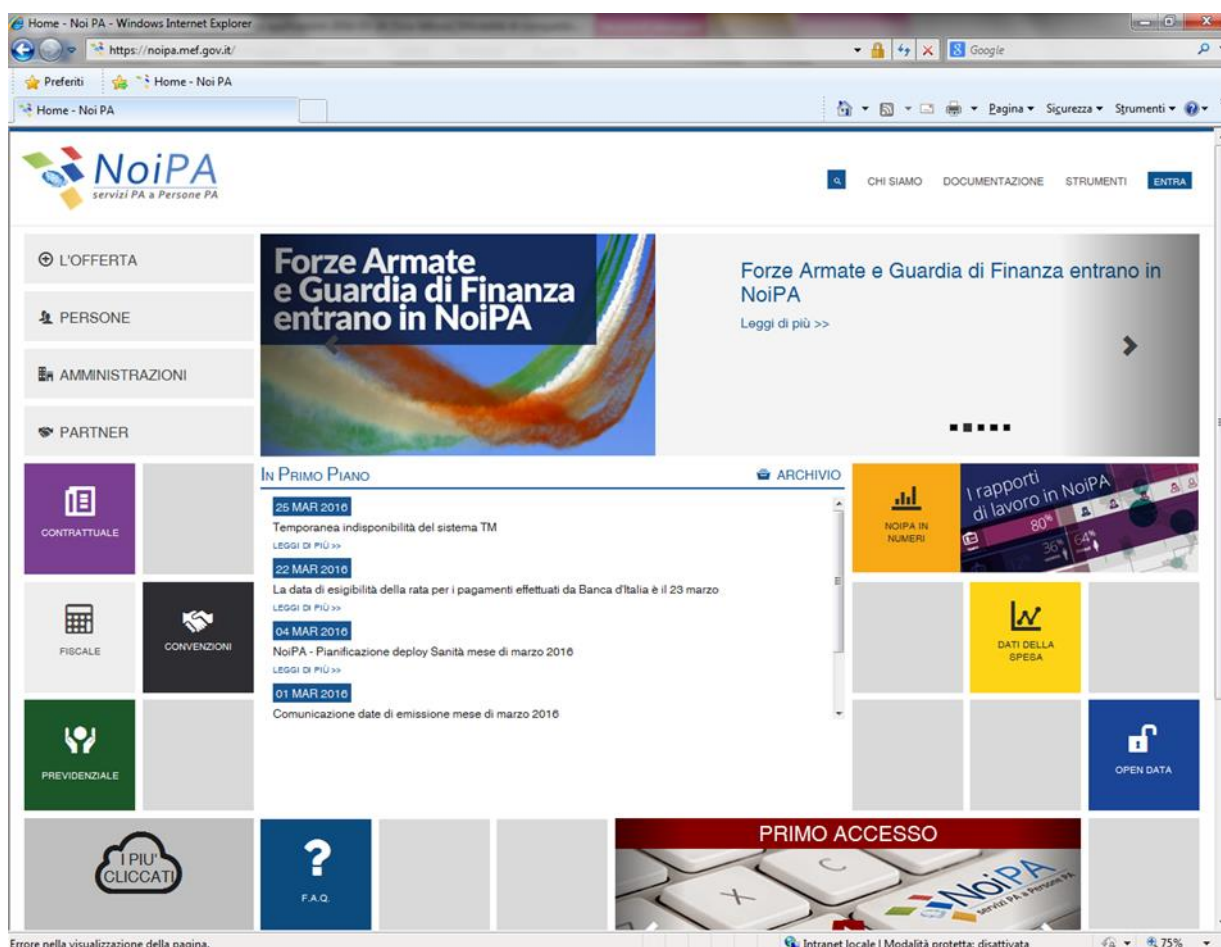 Home - Noi PA - Windows Internet Explorer
https://noipa.mef.gov.it/
Google
Preferiti
Home - Noi PA
Home - Noi PA
Pagina
Sicurezza
Strumenti
NoiPA
servizi PA a Persone PA
CHI SIAMO
DOCUMENTAZIONE
STRUMENTI
ENTRA
L'OFFERTA
PERSONE
AMMINISTRAZIONI
PARTNER
Forze Armate
e Guardia di Finanza
entrano in NoiPA
Forze Armate e Guardia di Finanza entrano in
NoiPA
Leggi di più >>
CONTRATTUALE
FISCALE
CONVENZIONI
PREVIDENZIALE
IN PRIMO PIANO
ARCHIVIO
25 MAR 2016
Temporanea indisponibilità del sistema TM
LEGGI DI PIÙ >>
22 MAR 2016
La data di esigibilità della rata per i pagamenti effettuati da Banca d'Italia è il 23 marzo
LEGGI DI PIÙ >>
04 MAR 2016
NoiPA - Pianificazione deploy Sanità mese di marzo 2016
LEGGI DI PIÙ >>
01 MAR 2016
Comunicazione date di emissione mese di marzo 2016
NOIPA IN
NUMERI
I rapporti
di lavoro in NoiPA
80%
36%
64%
DATI DELLA
SPESA
OPEN DATA
I PIU'
CLICCATI
F.A.Q.
PRIMO ACCESSO
NoiPA
servizi PA a Persone PA
Errore nella visualizzazione della pagina.
Intranet locale | Modalità protetta: disattivata
75%